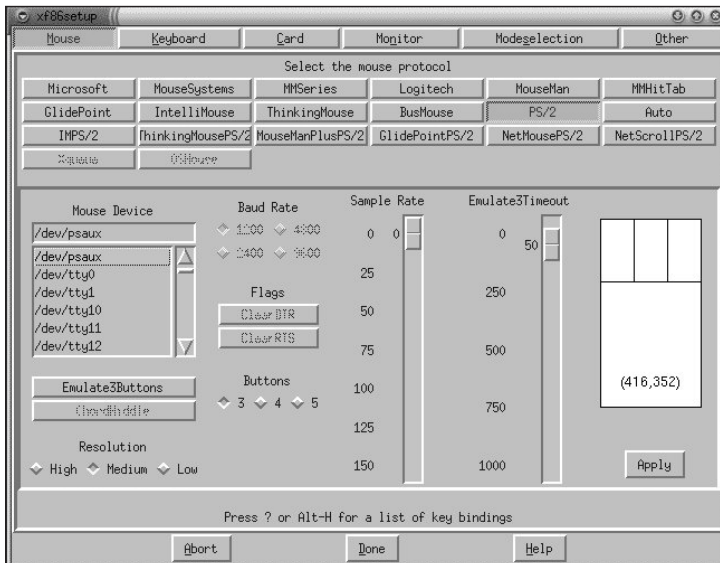 xf86setup
Mouse Keyboard Card Monitor Modeselection Other
Select the mouse protocol
Microsoft MouseSystems MMSeries Logitech MouseMan MMHitTab
GlidePoint IntelliMouse ThinkingMouse BusMouse PS/2 Auto
IMPS/2 ThinkingMousePS/2 MouseManPlusPS/2 GlidePointPS/2 NetMousePS/2 NetScrollPS/2
Xqueue OSMouse
Mouse Device
/dev/psaux
/dev/psaux
/dev/tty0
/dev/tty1
/dev/tty10
/dev/tty11
/dev/tty12
Emulate3Buttons
ChordMiddle
Resolution
High Medium Low
Baud Rate
1200 4800
2400 9600
Flags
ClearDTR
ClearRTS
Buttons
3 4 5
Sample Rate
0 0
25
50
75
100
125
150
Emulate3Timeout
0 50
250
500
750
1000
(416,352)
Apply
Press ? or Alt-H for a list of key bindings
Abort Done Help